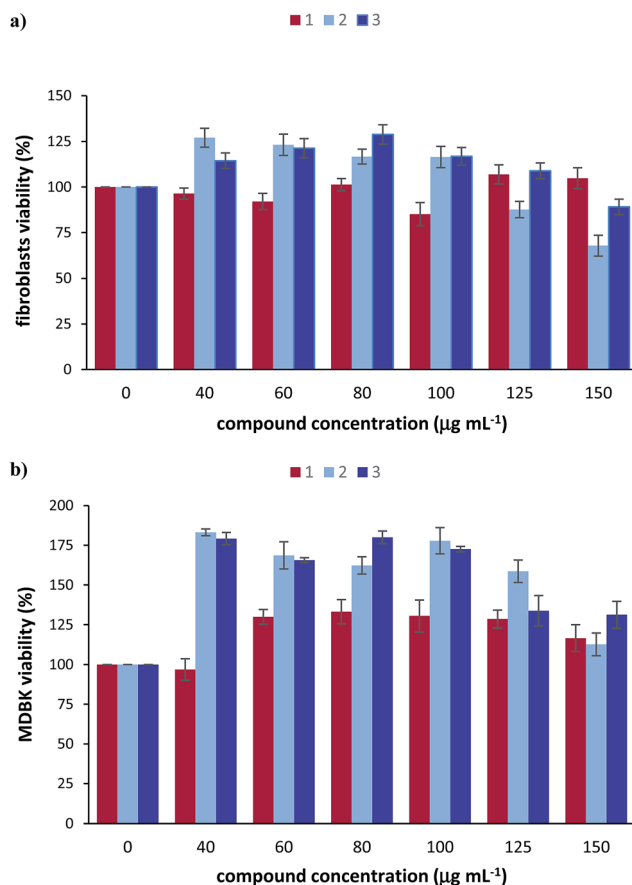 a)
1 2 3
150
125
100
75
50
25
0
fibroblasts viability (%)
0 40 60 80 100 125 150
compound concentration (μg mL⁻¹)
b)
1 2 3
200
175
150
125
100
75
50
25
0
MDBK viability (%)
0 40 60 80 100 125 150
compound concentration (μg mL⁻¹)